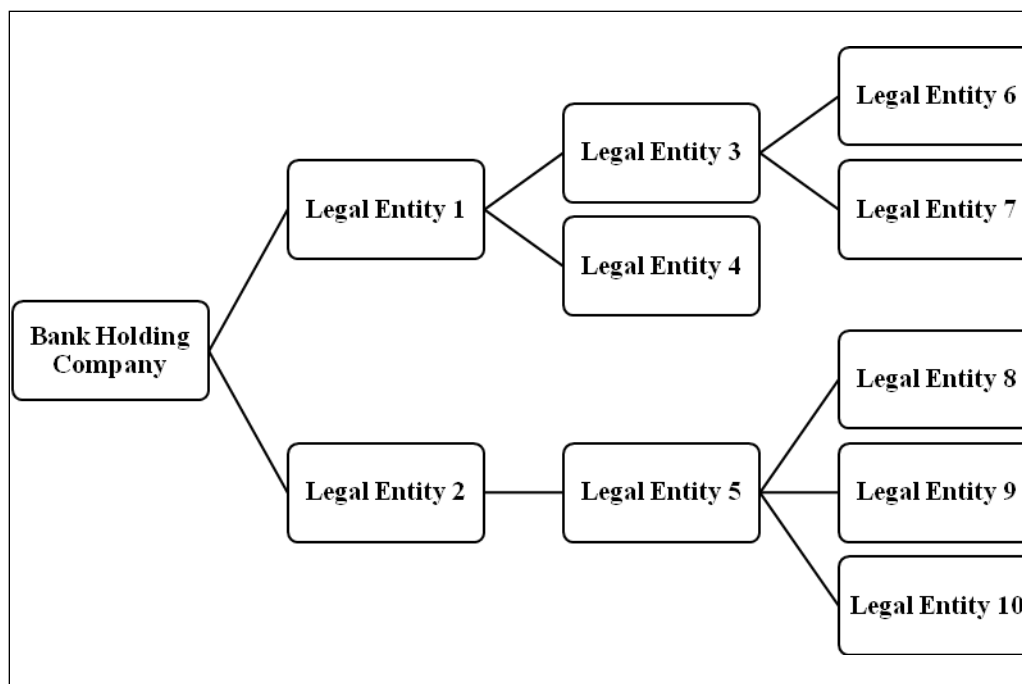 Bank Holding
Company
Legal Entity 1
Legal Entity 2
Legal Entity 3
Legal Entity 4
Legal Entity 5
Legal Entity 6
Legal Entity 7
Legal Entity 8
Legal Entity 9
Legal Entity 10